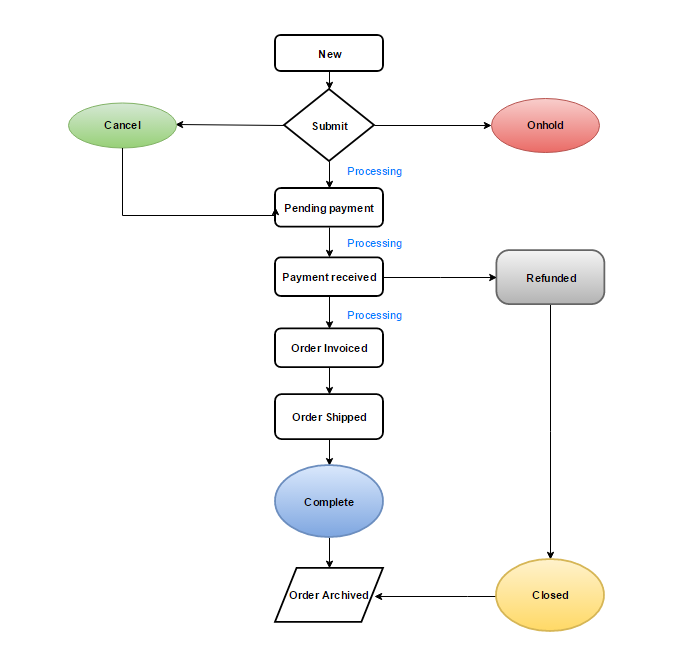 New
Cancel
Submit
Onhold
Processing
Pending payment
Processing
Payment received
Refunded
Processing
Order Invoiced
Order Shipped
Complete
Order Archived
Closed